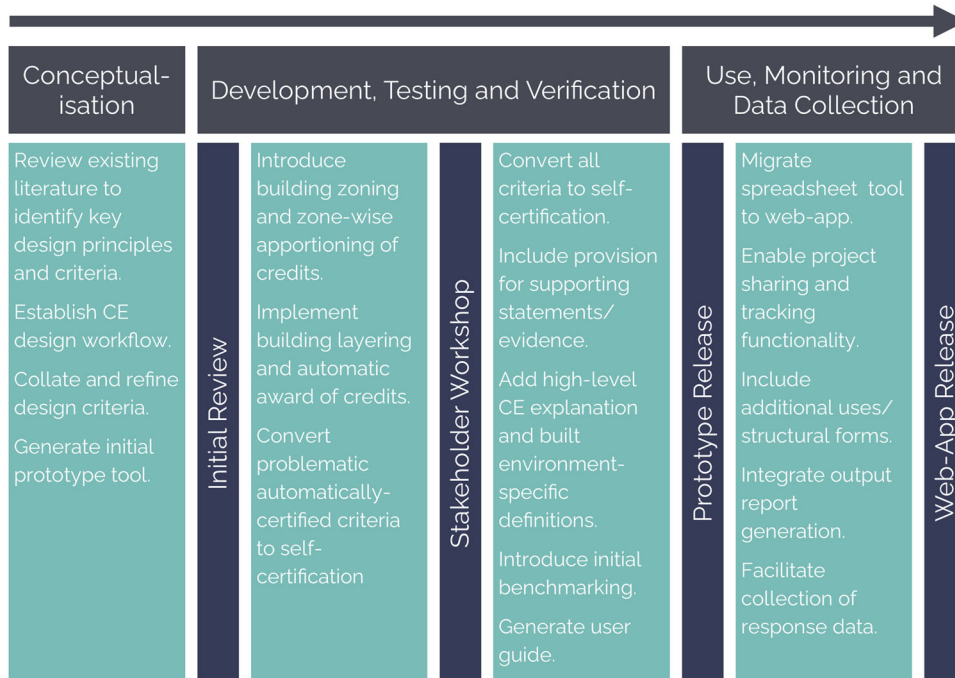 Conceptual-
isation
Development, Testing and Verification
Use, Monitoring and
Data Collection
Review existing
literature to
identify key
design principles
and criteria.
Establish CE
design workflow.
Collate and refine
design criteria.
Generate initial
prototype tool.
Initial Review
Introduce
building zoning
and zone-wise
apportioning of
credits.
Implement
building layering
and automatic
award of credits.
Convert
problematic
automatically-
certified criteria
to self-
certification
Stakeholder Workshop
Convert all
criteria to self-
certification.
Include provision
for supporting
statements/
evidence.
Add high-level
CE explanation
and built
environment-
specific
definitions.
Introduce initial
benchmarking.
Generate user
guide.
Prototype Release
Migrate
spreadsheet tool
to web-app.
Enable project
sharing and
tracking
functionality.
Include
additional uses/
structural forms.
Integrate output
report
generation.
Facilitate
collection of
response data.
Web-App Release